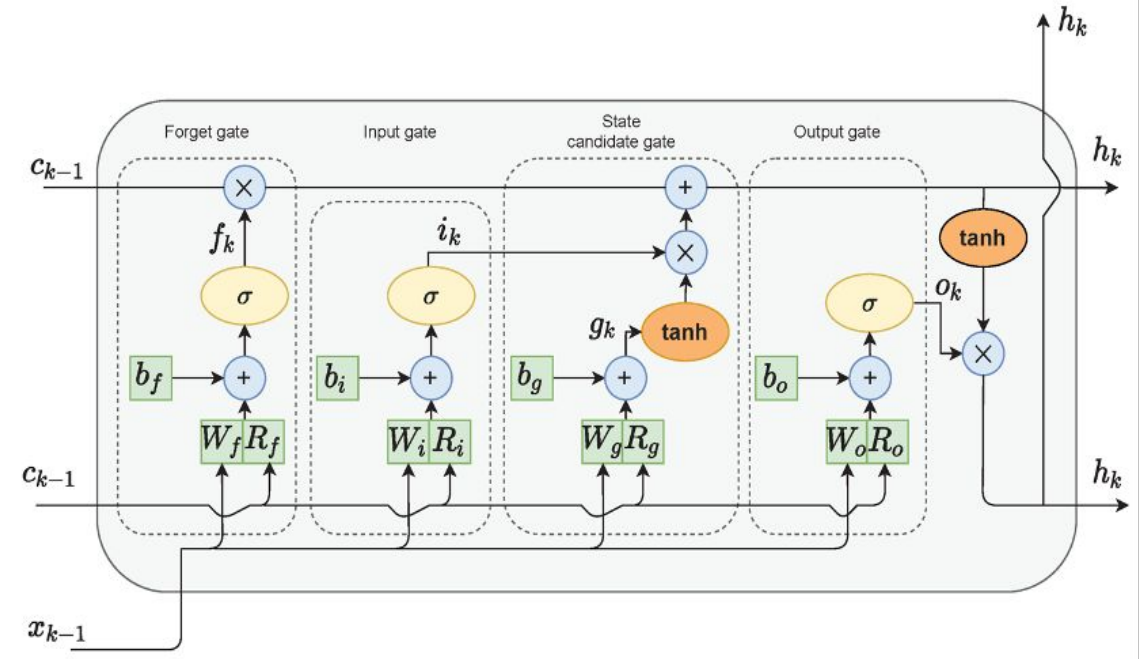 h_k
Forget gate
Input gate
State
candidate gate
Output gate
c_{k-1}
×
+
h_k
f_k
i_k
×
tanh
σ
σ
σ
o_k
g_k
tanh
×
b_f
+
b_i
+
b_g
+
b_o
+
W_f R_f
W_i R_i
W_g R_g
W_o R_o
c_{k-1}
h_k
x_{k-1}